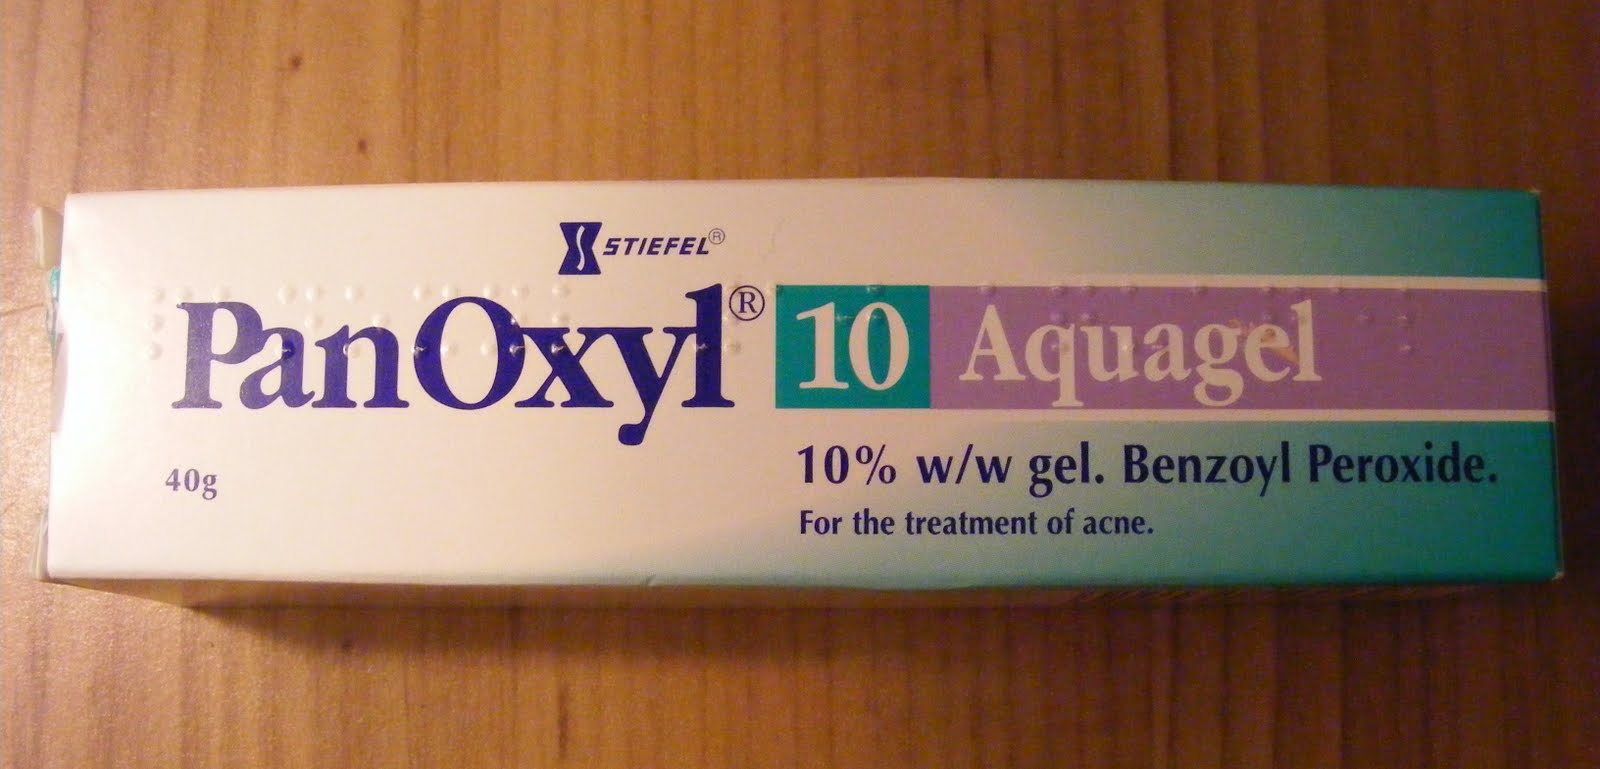 STIEFEL®
PanOxyl® 10 Aquagel
40g
10% w/w gel. Benzoyl Peroxide.
For the treatment of acne.